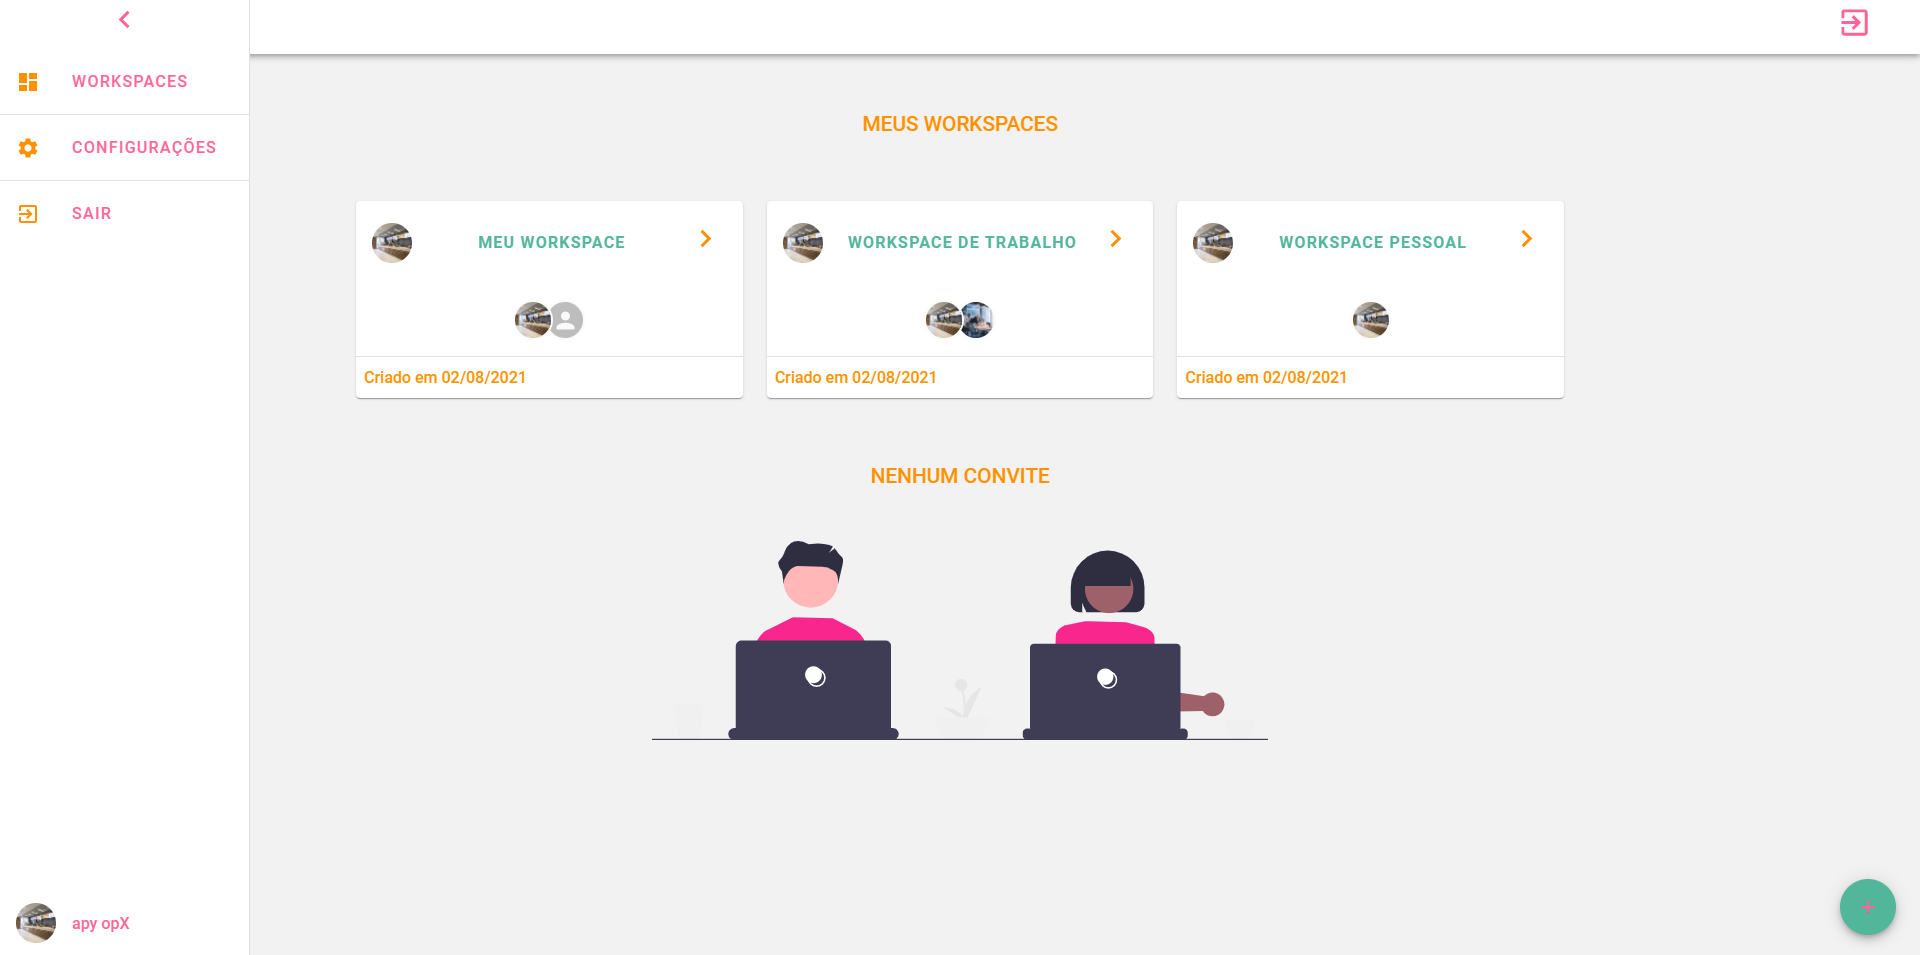 WORKSPACES
CONFIGURAÇÕES
SAIR
apy opX
MEUS WORKSPACES
MEU WORKSPACE
Criado em 02/08/2021
WORKSPACE DE TRABALHO
Criado em 02/08/2021
WORKSPACE PESSOAL
Criado em 02/08/2021
NENHUM CONVITE